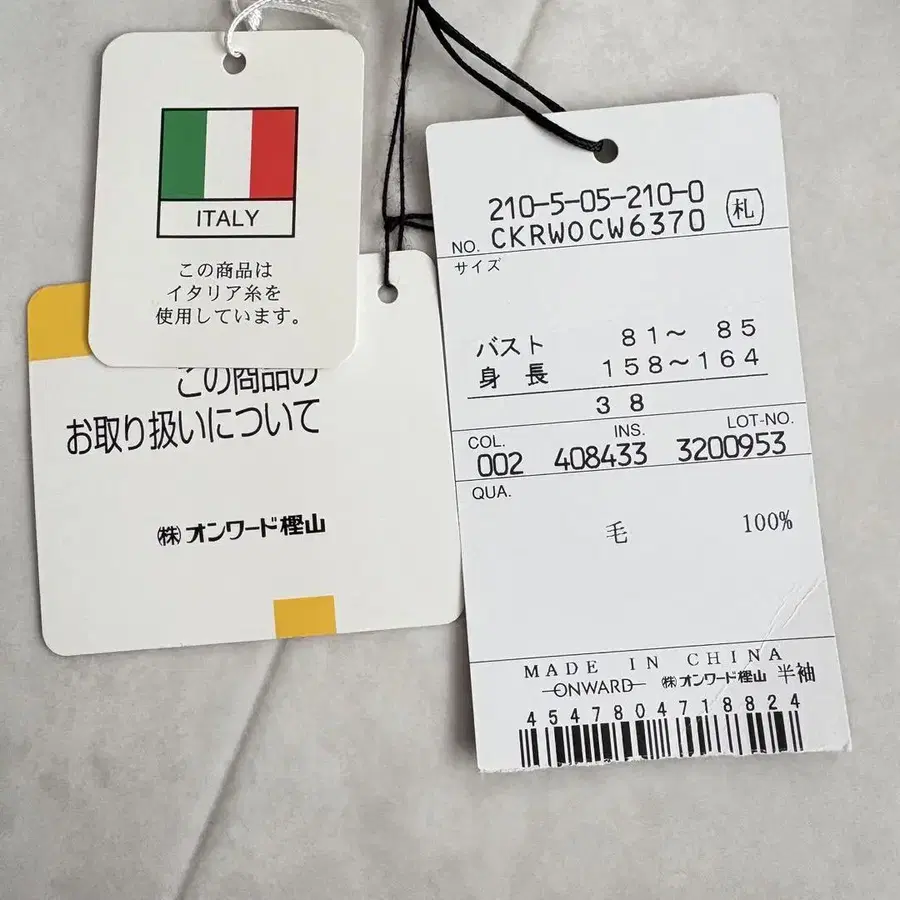 ITALY
この商品は
イタリア糸を
使用しています。
この商品の
お取り扱いについて
㈱オンワード樫山
210-5-05-210-0
NO. CKRWOCW6370 札
サイズ
バスト 81〜 85
身長 158〜164
38
COL. INS. LOT-NO.
002 408433 3200953
QUA.
毛 100%
MADE IN CHINA
ONWARD ㈱オンワード樫山 半袖
4547804718824